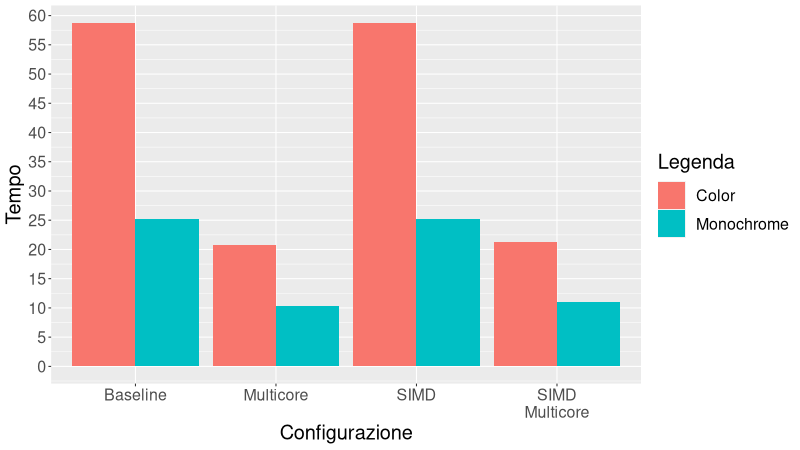 60
55
50
45
40
35
30
25
20
15
10
5
0
Tempo
Baseline
Multicore
SIMD
SIMD
Multicore
Configurazione
Legenda
Color
Monochrome